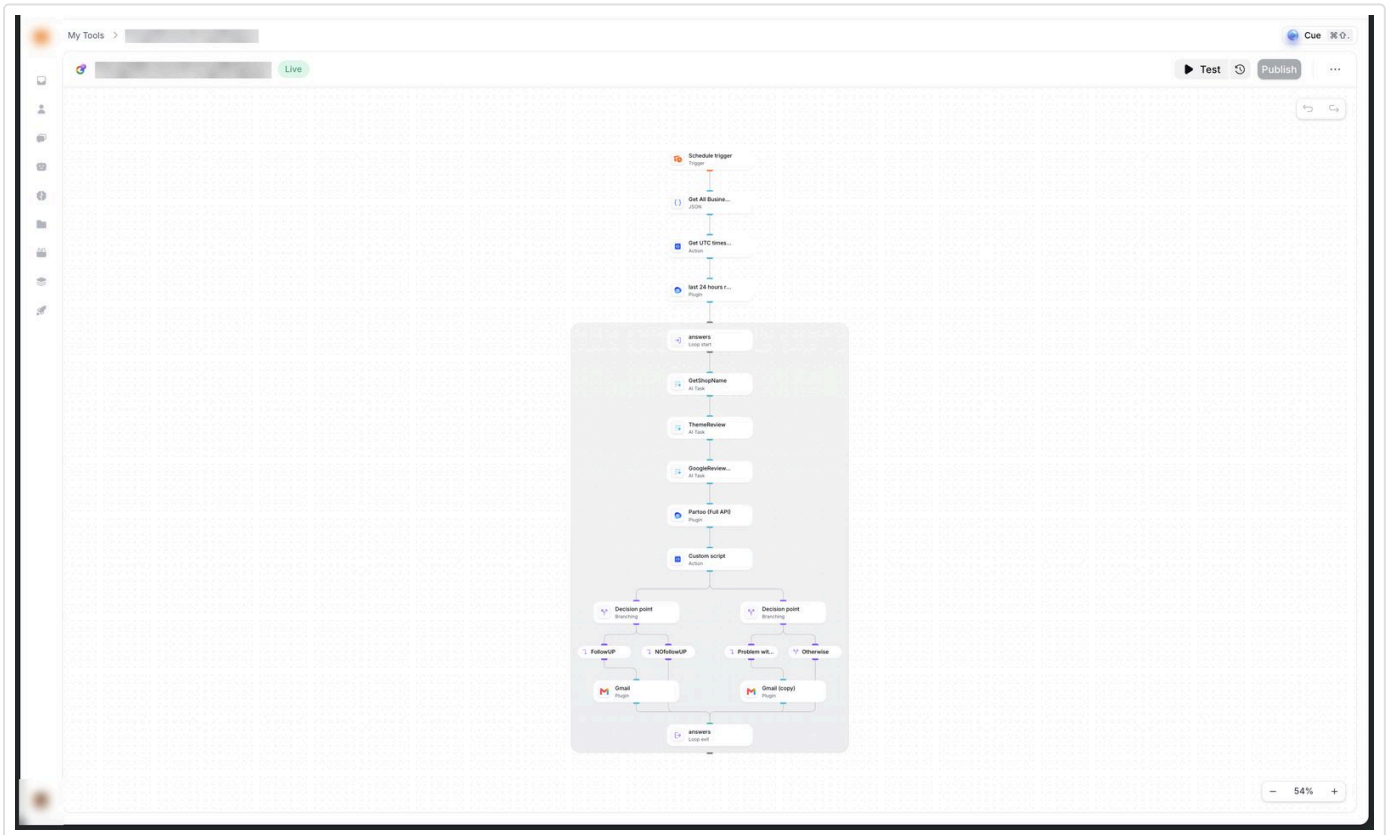 My Tools >
Cue ⌘⇧.
Live
Test
Publish
Schedule trigger
Trigger
Get All Busine...
JSON
Get UTC times...
Action
last 24 hours r...
Plugin
answers
Loop start
GetShopName
AI Task
ThemeReview
AI Task
GoogleReview...
AI Task
Partoo (Full API)
Plugin
Custom script
Action
Decision point
Branching
Decision point
Branching
FollowUP
NOfollowUP
Problem wit...
Otherwise
Gmail
Plugin
Gmail (copy)
Plugin
answers
Loop exit
54%